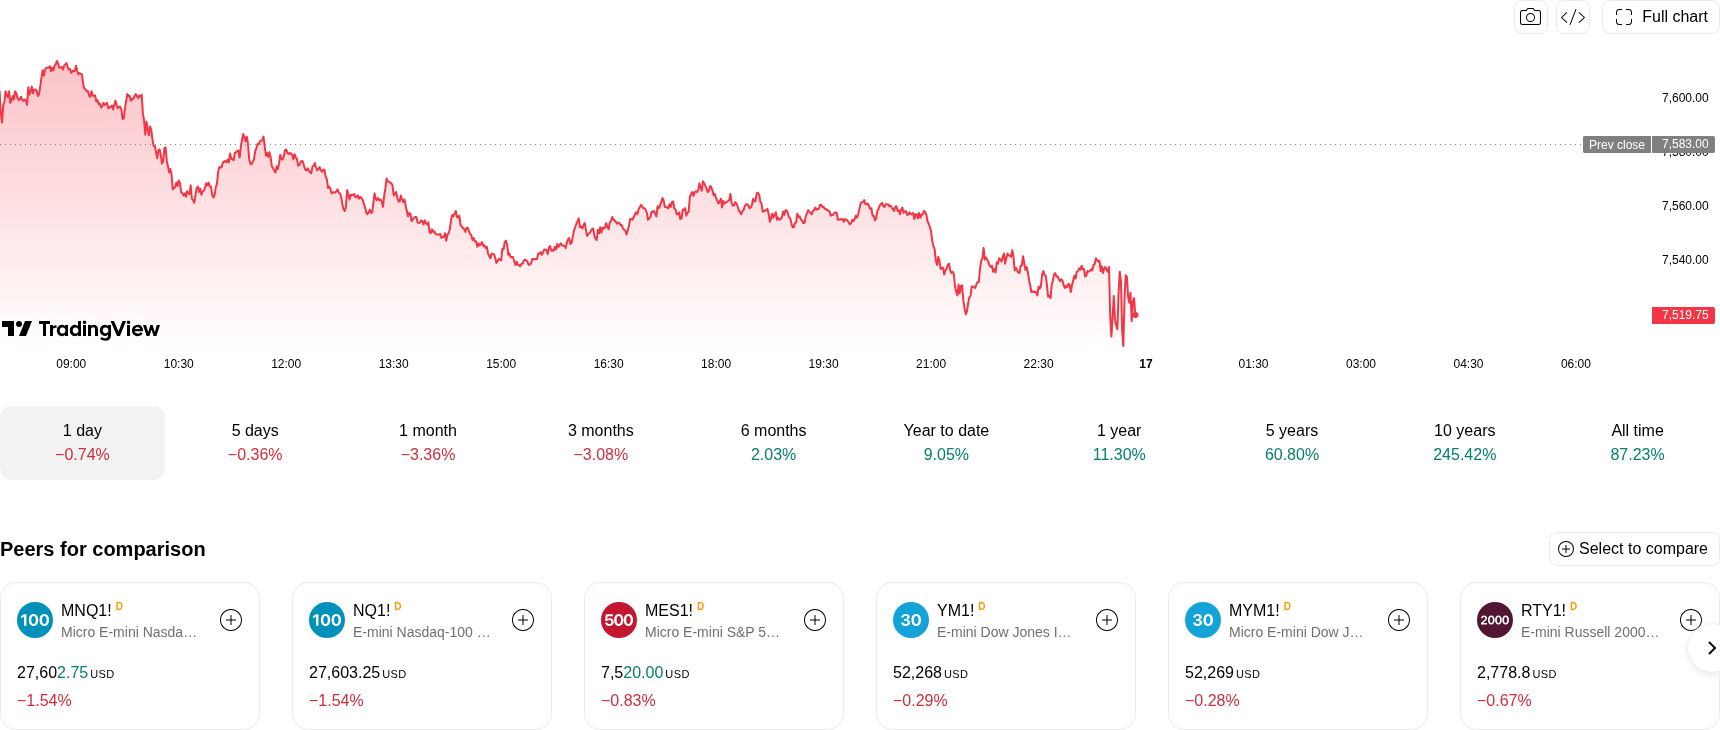 Full chart
7,600.00
Prev close 7,583.00
7,580.00
7,560.00
7,540.00
7,519.75
TradingView
09:00 10:30 12:00 13:30 15:00 16:30 18:00 19:30 21:00 22:30 17 01:30 03:00 04:30 06:00
1 day 5 days 1 month 3 months 6 months Year to date 1 year 5 years 10 years All time
−0.74% −0.36% −3.36% −3.08% 2.03% 9.05% 11.30% 60.80% 245.42% 87.23%
Peers for comparison
Select to compare
100 MNQ1! D
Micro E-mini Nasda…
27,602.75 USD
−1.54%
100 NQ1! D
E-mini Nasdaq-100 …
27,603.25 USD
−1.54%
500 MES1! D
Micro E-mini S&P 5…
7,520.00 USD
−0.83%
30 YM1! D
E-mini Dow Jones I…
52,268 USD
−0.29%
30 MYM1! D
Micro E-mini Dow J…
52,269 USD
−0.28%
2000 RTY1! D
E-mini Russell 2000…
2,778.8 USD
−0.67%